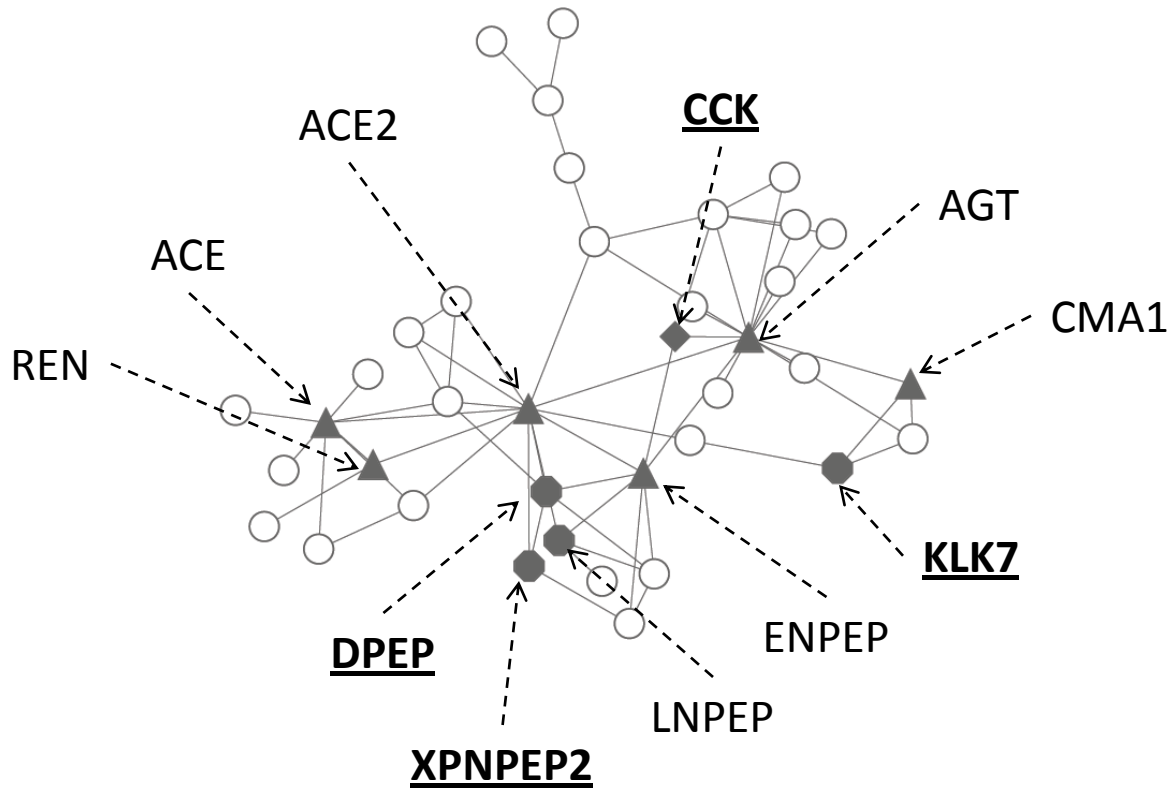 CCK
ACE2
AGT
ACE
CMA1
REN
KLK7
ENPEP
DPEP
LNPEP
XPNPEP2